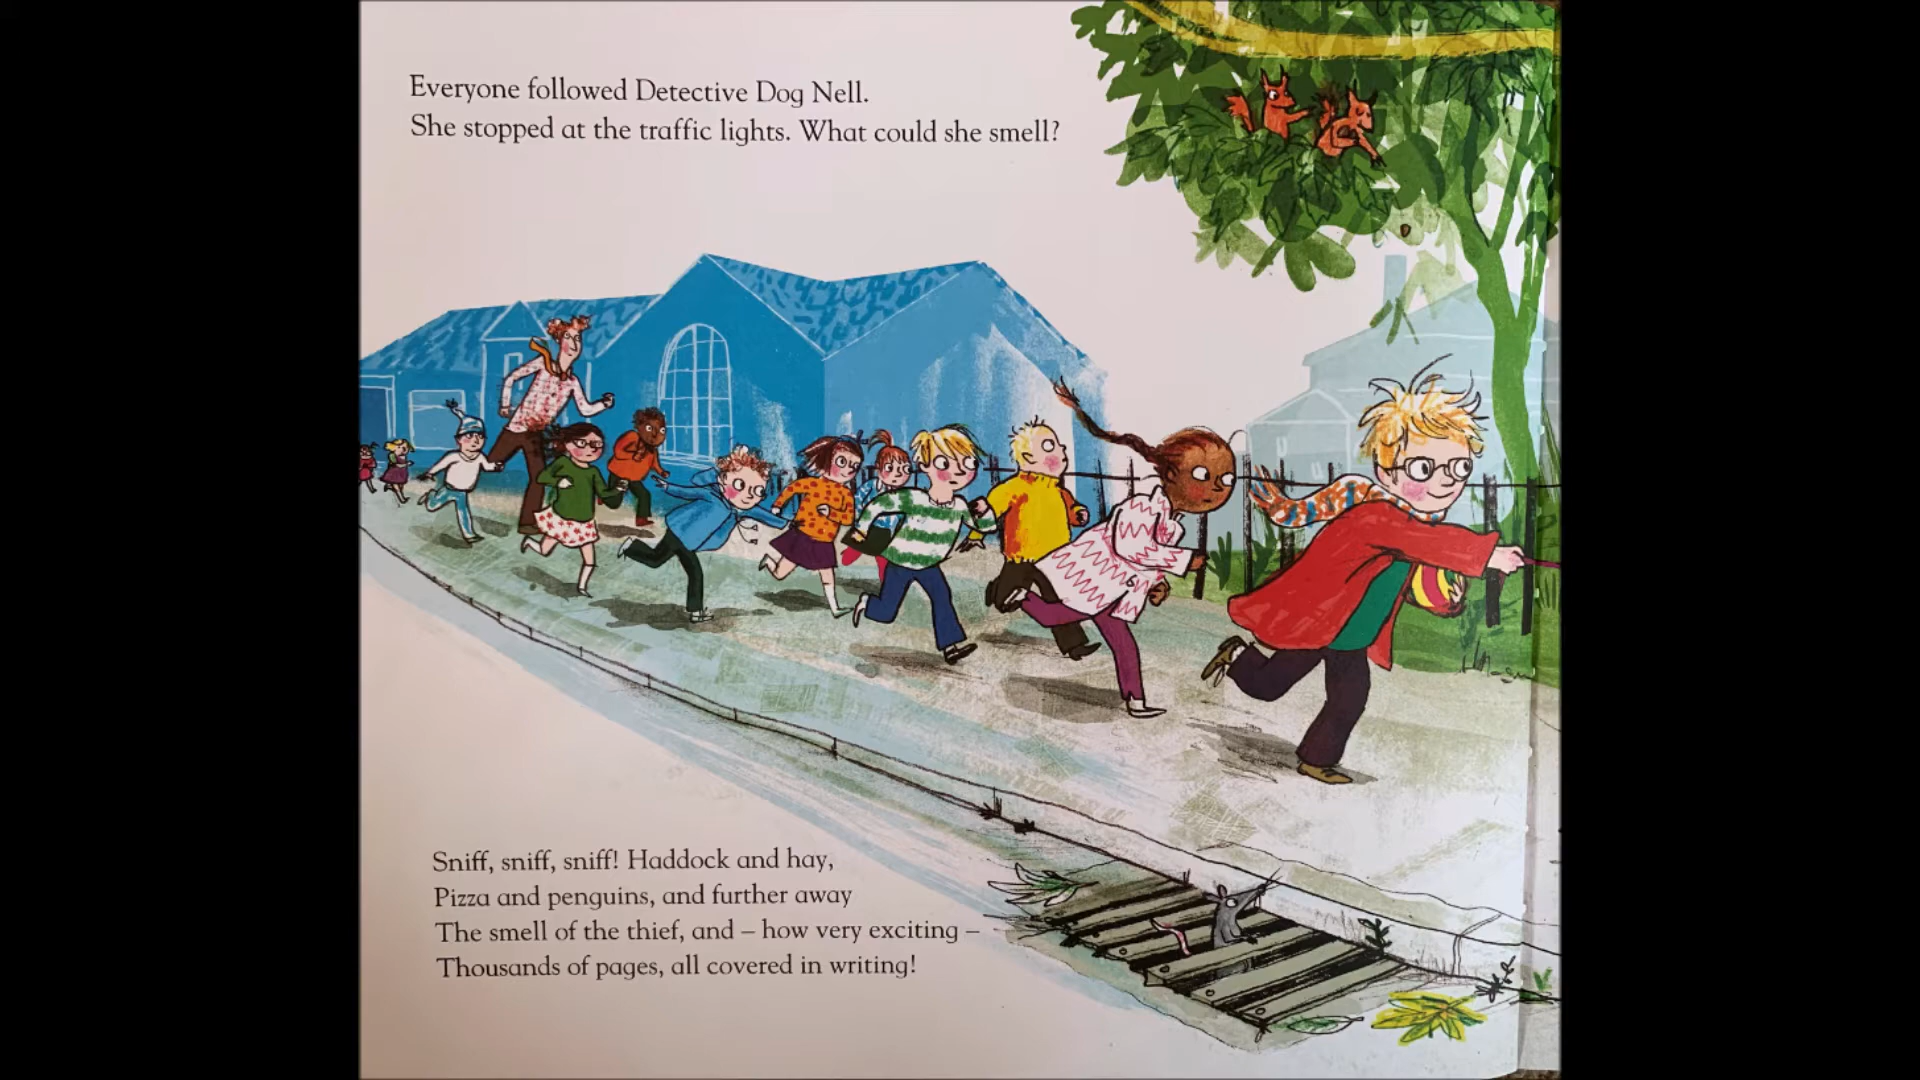 Everyone followed Detective Dog Nell.
She stopped at the traffic lights. What could she smell?
Sniff, sniff, sniff! Haddock and hay,
Pizza and penguins, and further away
The smell of the thief, and – how very exciting –
Thousands of pages, all covered in writing!